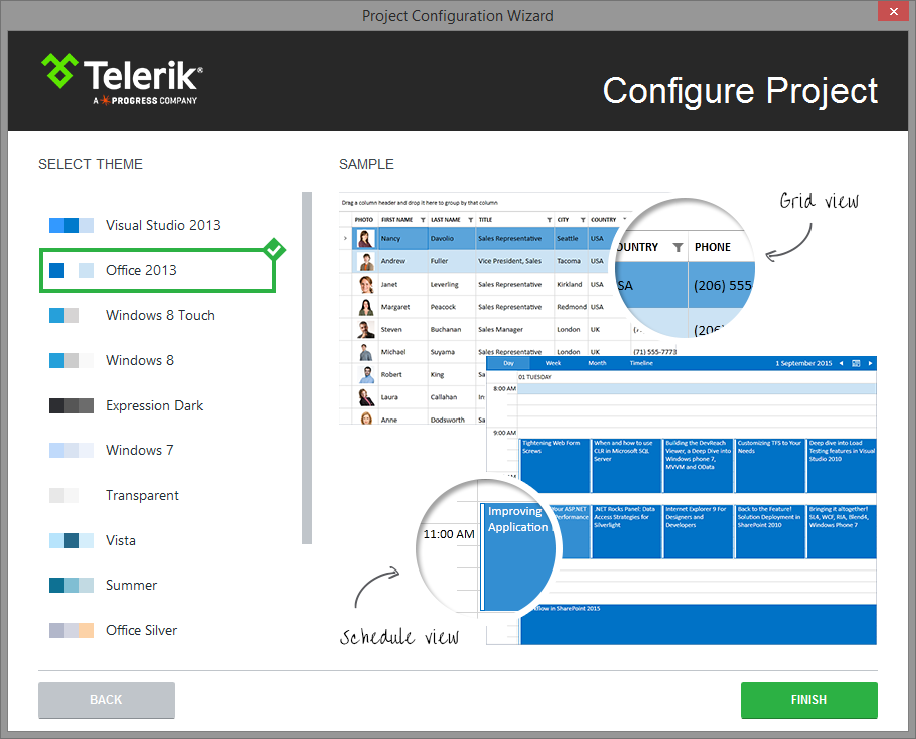 Project Configuration Wizard
Telerik®
A PROGRESS COMPANY
Configure Project
SELECT THEME
Visual Studio 2013
Office 2013
Windows 8 Touch
Windows 8
Expression Dark
Windows 7
Transparent
Vista
Summer
Office Silver
SAMPLE
Drag a column header and drop it here to group by that column
PHOTO FIRST NAME LAST NAME TITLE CITY COUNTRY
Nancy Davolio Sales Representative Seattle USA
Andrew Fuller Vice President, Sales Tacoma USA
Janet Leverling Sales Representative Kirkland USA
Margaret Peacock Sales Representative Redmond USA
Steven Buchanan Sales Manager London UK
Michael Suyama Sales Representative London UK (71) 555-7773
Robert King Sa
Laura Callahan In
Anne Dodsworth Sa
OUNTRY PHONE
SA (206) 555
(206)
Grid view
Day Week Month Timeline 1 September 2015
01 TUESDAY
8:00 AM
9:00 AM
Tightening Web Form Screws.
When and how to use CLR in Microsoft SQL Server
Building the DevReach Viewer, a Deep Dive into Windows phone 7, MVVM and OData
Customizing TFS to Your Needs
Deep dive into Load Testing features in Visual Studio 2010
Your ASP.NET Performance
.NET Rocks Panel: Data Access Strategies for Silverlight
Internet Explorer 9 For Designers and Developers
Back to the Feature! Solution Deployment in SharePoint 2010
Bringing it altogether! SL4, WCF, RIA, Blend4, Windows Phone 7
11:00 AM
Improving
Application
flow in SharePoint 2015
Schedule view
BACK
FINISH